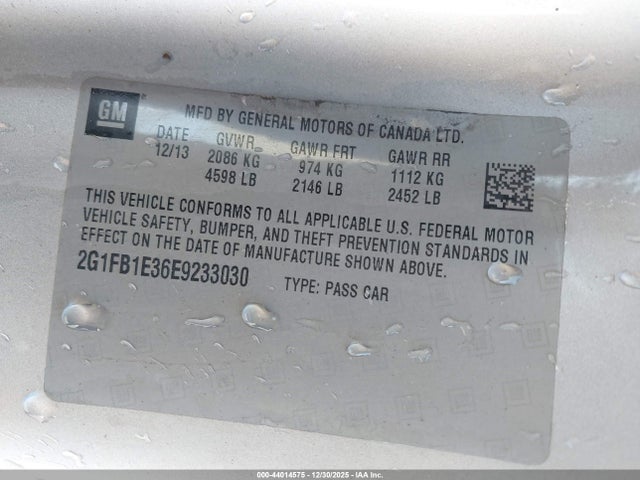 GM
MFD BY GENERAL MOTORS OF CANADA LTD.
DATE GVWR GAWR FRT GAWR RR
12/13 2086 KG 974 KG 1112 KG
4598 LB 2146 LB 2452 LB
THIS VEHICLE CONFORMS TO ALL APPLICABLE U.S. FEDERAL MOTOR
VEHICLE SAFETY, BUMPER, AND THEFT PREVENTION STANDARDS IN
EFFECT ON THE DATE OF MANUFACTURE SHOWN ABOVE.
2G1FB1E36E9233030 TYPE: PASS CAR
000-44014575 - 12/30/2025 - IAA Inc.